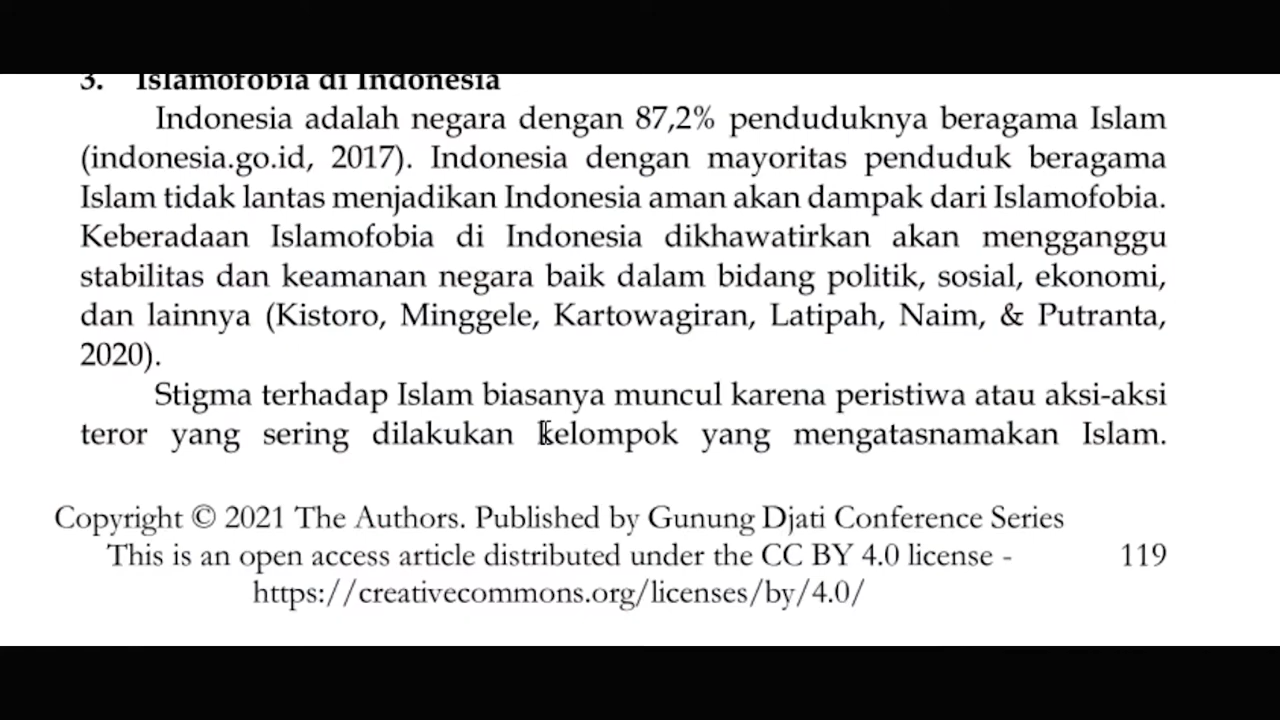 3. Islamofobia di Indonesia
Indonesia adalah negara dengan 87,2% penduduknya beragama Islam
(indonesia.go.id, 2017). Indonesia dengan mayoritas penduduk beragama
Islam tidak lantas menjadikan Indonesia aman akan dampak dari Islamofobia.
Keberadaan Islamofobia di Indonesia dikhawatirkan akan mengganggu
stabilitas dan keamanan negara baik dalam bidang politik, sosial, ekonomi,
dan lainnya (Kistoro, Minggele, Kartowagiran, Latipah, Naim, & Putranta,
2020).
Stigma terhadap Islam biasanya muncul karena peristiwa atau aksi-aksi
teror yang sering dilakukan kelompok yang mengatasnamakan Islam.
Copyright © 2021 The Authors. Published by Gunung Djati Conference Series
This is an open access article distributed under the CC BY 4.0 license - 119
https://creativecommons.org/licenses/by/4.0/